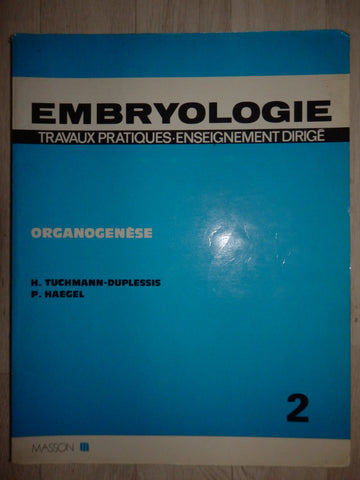 EMBRYOLOGIE
TRAVAUX PRATIQUES·ENSEIGNEMENT DIRIGÉ
ORGANOGENÈSE
H. TUCHMANN-DUPLESSIS
P. HAEGEL
2
MASSON m